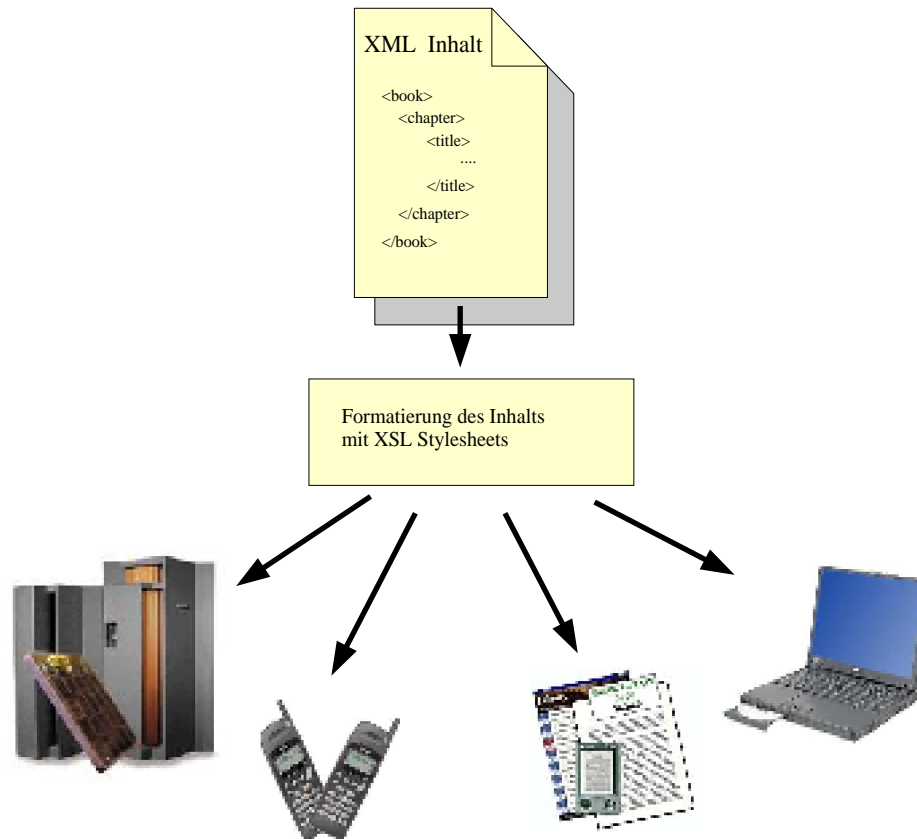 XML Inhalt
<book>
<chapter>
<title>
....
</title>
</chapter>
</book>
Formatierung des Inhalts
mit XSL Stylesheets